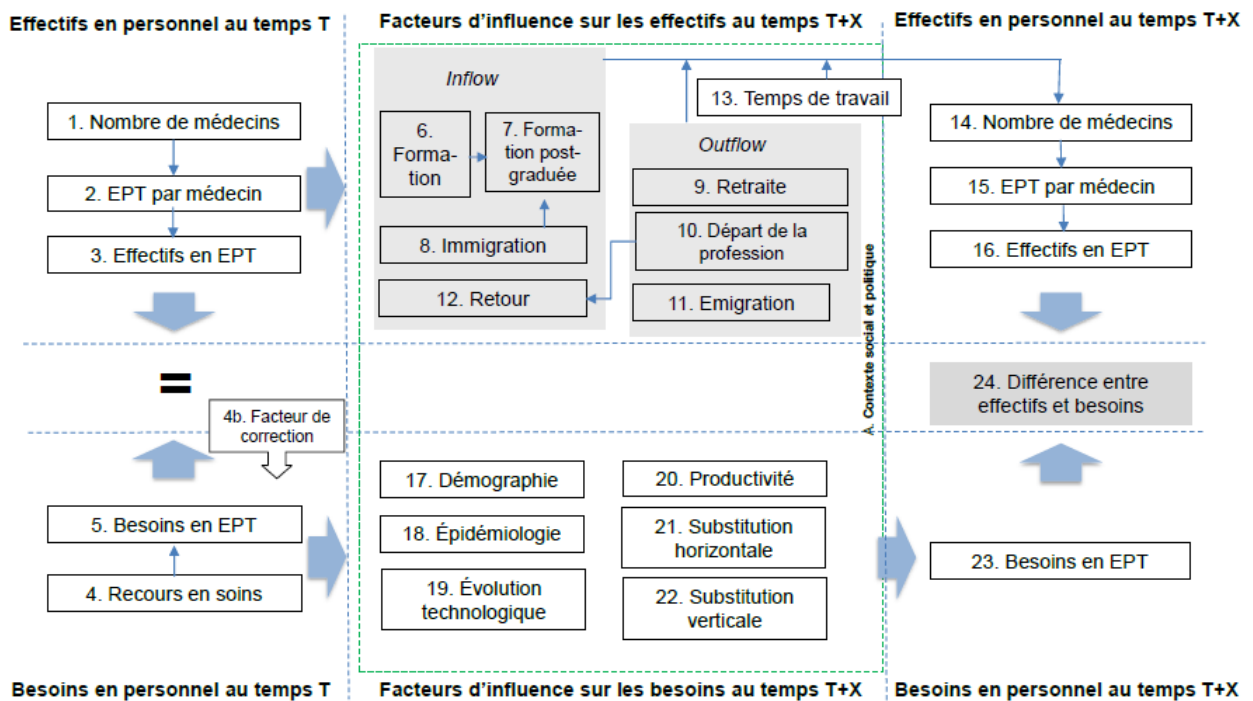 Effectifs en personnel au temps T
Facteurs d'influence sur les effectifs au temps T+X
Effectifs en personnel au temps T+X
1. Nombre de médecins
2. EPT par médecin
3. Effectifs en EPT
Inflow
6.
Forma-
tion
7. Forma-
tion post-
graduée
8. Immigration
12. Retour
13. Temps de travail
Outflow
9. Retraite
10. Départ de la
profession
11. Emigration
A. Contexte social et politique
14. Nombre de médecins
15. EPT par médecin
16. Effectifs en EPT
=
4b. Facteur de
correction
24. Différence entre
effectifs et besoins
5. Besoins en EPT
4. Recours en soins
17. Démographie
18. Épidémiologie
19. Évolution
technologique
20. Productivité
21. Substitution
horizontale
22. Substitution
verticale
23. Besoins en EPT
Besoins en personnel au temps T
Facteurs d'influence sur les besoins au temps T+X
Besoins en personnel au temps T+X